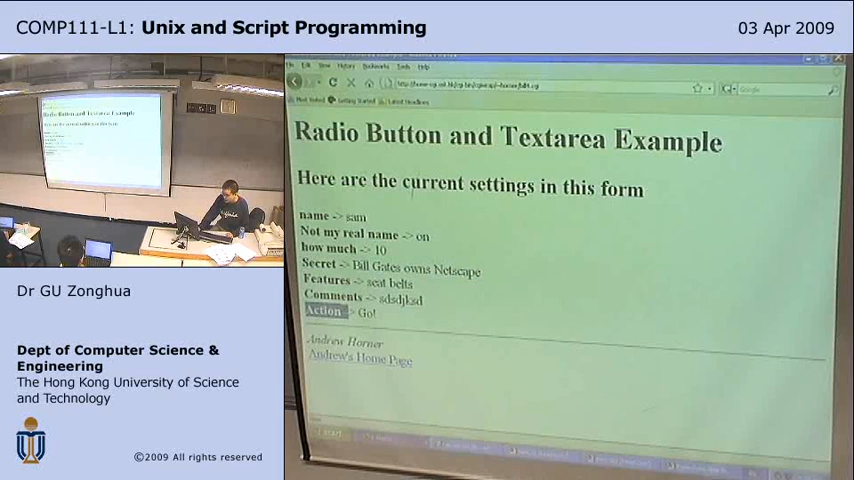 COMP111-L1: Unix and Script Programming
03 Apr 2009
Radio Button and Textarea Example
Here are the current settings in this form
name -> sam
Not my real name -> on
how much -> 10
Secret -> Bill Gates owns Netscape
Features -> seat belts
Comments -> sdsdjksd
Action -> Go!
Andrew Horner
Andrew's Home Page
Dr GU Zonghua
Dept of Computer Science &
Engineering
The Hong Kong University of Science
and Technology
©2009 All rights reserved